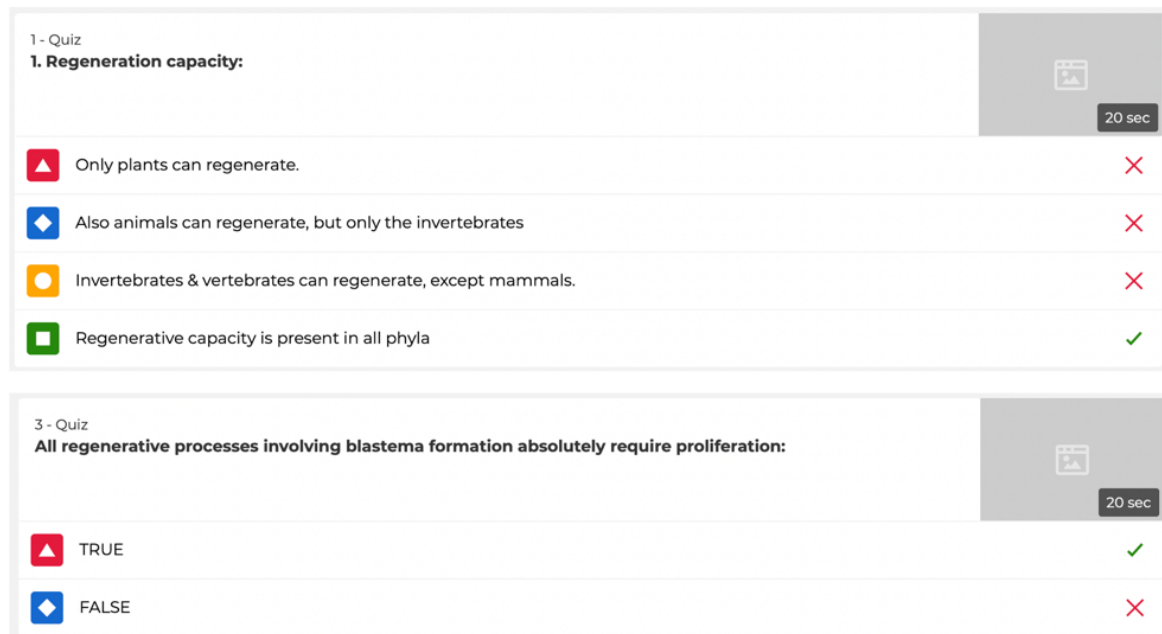 1 - Quiz
1. Regeneration capacity:
20 sec
Only plants can regenerate.
Also animals can regenerate, but only the invertebrates
Invertebrates & vertebrates can regenerate, except mammals.
Regenerative capacity is present in all phyla
3 - Quiz
All regenerative processes involving blastema formation absolutely require proliferation:
20 sec
TRUE
FALSE